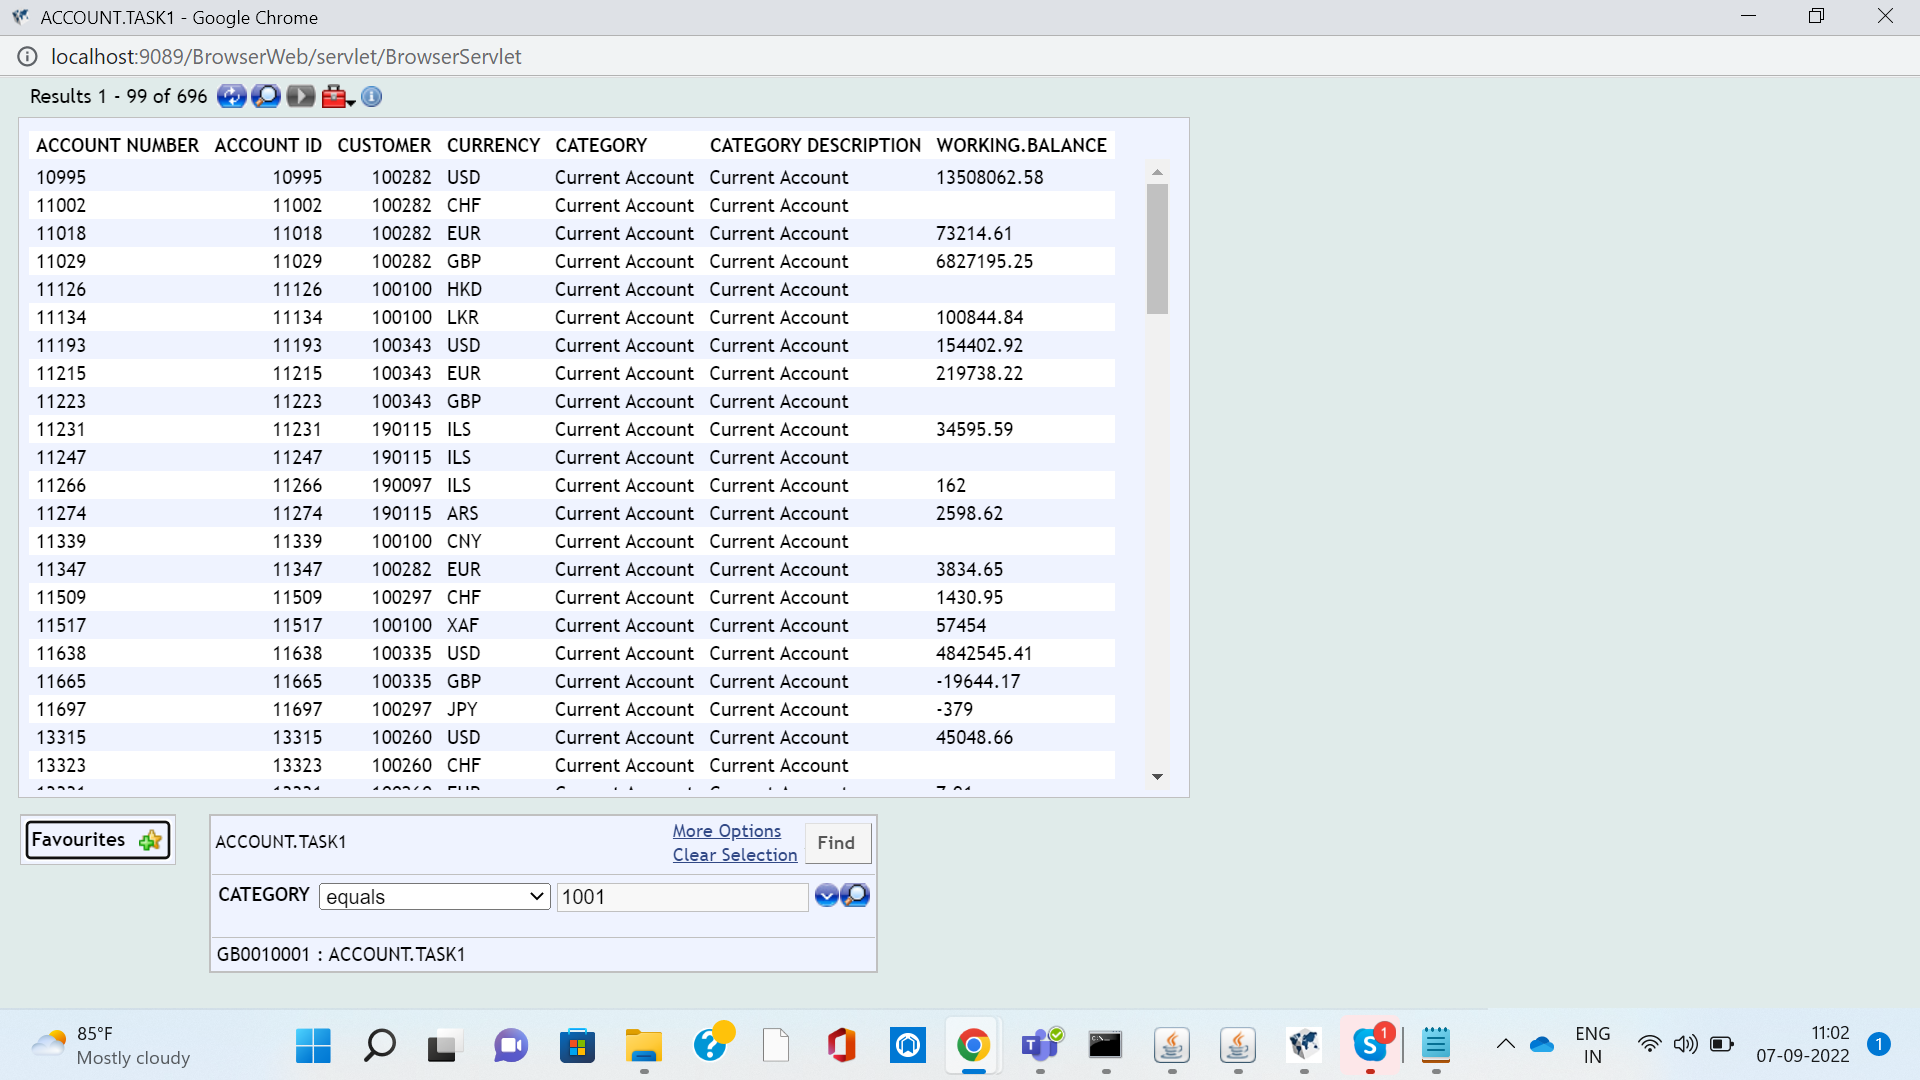 ACCOUNT.TASK1 - Google Chrome
localhost:9089/BrowserWeb/servlet/BrowserServlet
Results 1 - 99 of 696
ACCOUNT NUMBER ACCOUNT ID CUSTOMER CURRENCY CATEGORY CATEGORY DESCRIPTION WORKING.BALANCE
10995 10995 100282 USD Current Account Current Account 13508062.58
11002 11002 100282 CHF Current Account Current Account
11018 11018 100282 EUR Current Account Current Account 73214.61
11029 11029 100282 GBP Current Account Current Account 6827195.25
11126 11126 100100 HKD Current Account Current Account
11134 11134 100100 LKR Current Account Current Account 100844.84
11193 11193 100343 USD Current Account Current Account 154402.92
11215 11215 100343 EUR Current Account Current Account 219738.22
11223 11223 100343 GBP Current Account Current Account
11231 11231 190115 ILS Current Account Current Account 34595.59
11247 11247 190115 ILS Current Account Current Account
11266 11266 190097 ILS Current Account Current Account 162
11274 11274 190115 ARS Current Account Current Account 2598.62
11339 11339 100100 CNY Current Account Current Account
11347 11347 100282 EUR Current Account Current Account 3834.65
11509 11509 100297 CHF Current Account Current Account 1430.95
11517 11517 100100 XAF Current Account Current Account 57454
11638 11638 100335 USD Current Account Current Account 4842545.41
11665 11665 100335 GBP Current Account Current Account -19644.17
11697 11697 100297 JPY Current Account Current Account -379
13315 13315 100260 USD Current Account Current Account 45048.66
13323 13323 100260 CHF Current Account Current Account
Favourites
ACCOUNT.TASK1
More Options
Clear Selection
Find
CATEGORY equals 1001
GB0010001 : ACCOUNT.TASK1
85°F
Mostly cloudy
1
ENG
IN
11:02
07-09-2022
1